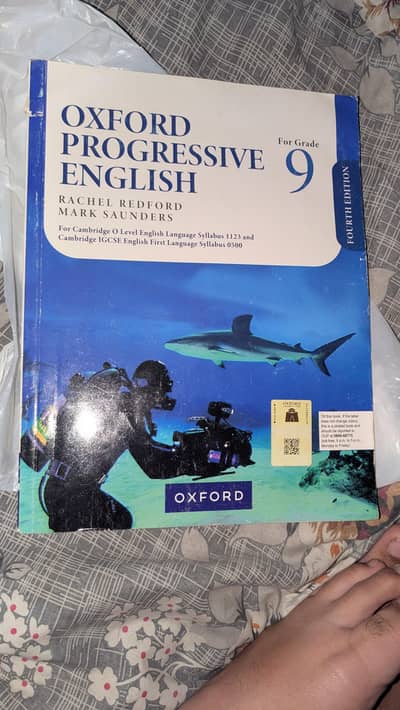 OXFORD
PROGRESSIVE
ENGLISH
For Grade
9
RACHEL REDFORD
MARK SAUNDERS
For Cambridge O Level English Language Syllabus 1123 and
Cambridge IGCSE English First Language Syllabus 0500
FOURTH EDITION
OXFORD